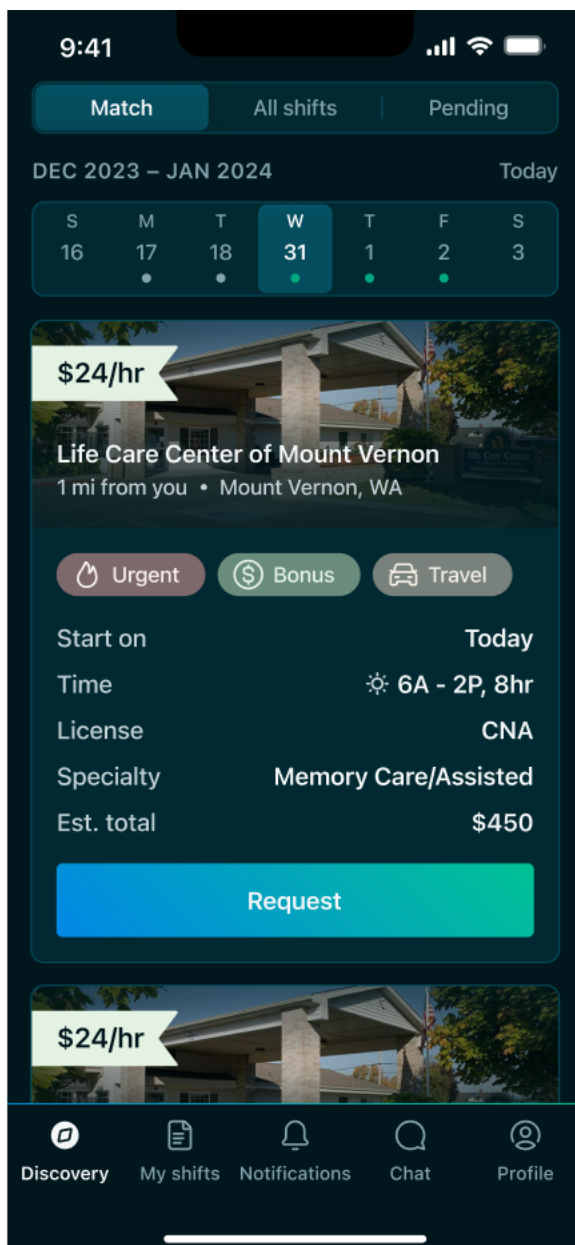 9:41
Match All shifts Pending
DEC 2023 – JAN 2024 Today
S M T W T F S
16 17 18 31 1 2 3
$24/hr
Life Care Center of Mount Vernon
1 mi from you • Mount Vernon, WA
Urgent Bonus Travel
Start on Today
Time 6A - 2P, 8hr
License CNA
Specialty Memory Care/Assisted
Est. total $450
Request
$24/hr
Discovery My shifts Notifications Chat Profile